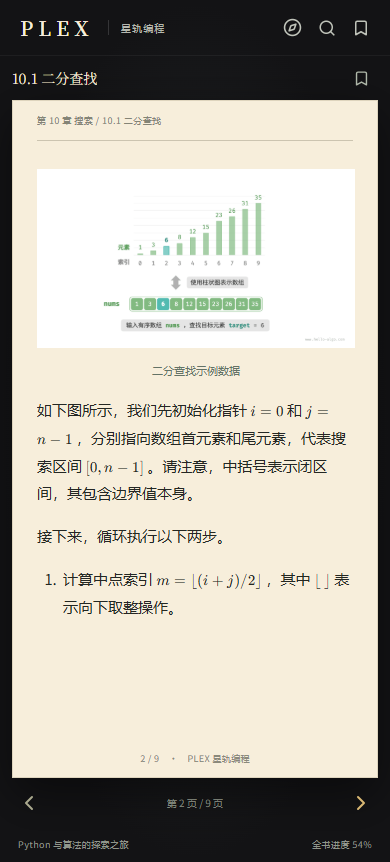 PLEX 星轨编程
10.1 二分查找
第 10 章 搜索 / 10.1 二分查找
元素 1 3 6 8 12 15 23 26 31 35
索引 0 1 2 3 4 5 6 7 8 9
使用柱状图表示数组
nums 1 3 6 8 12 15 23 26 31 35
输入有序数组 nums , 查找目标元素 target = 6
www.hello-algo.com
二分查找示例数据
如下图所示，我们先初始化指针 i = 0 和 j =
n − 1 ，分别指向数组首元素和尾元素，代表搜
索区间 [0, n − 1] 。请注意，中括号表示闭区
间，其包含边界值本身。
接下来，循环执行以下两步。
1. 计算中点索引 m = ⌊(i + j)/2⌋ ，其中 ⌊ ⌋ 表
示向下取整操作。
2 / 9 · PLEX 星轨编程
第 2 页 / 9 页
Python 与算法的探索之旅 全书进度 54%